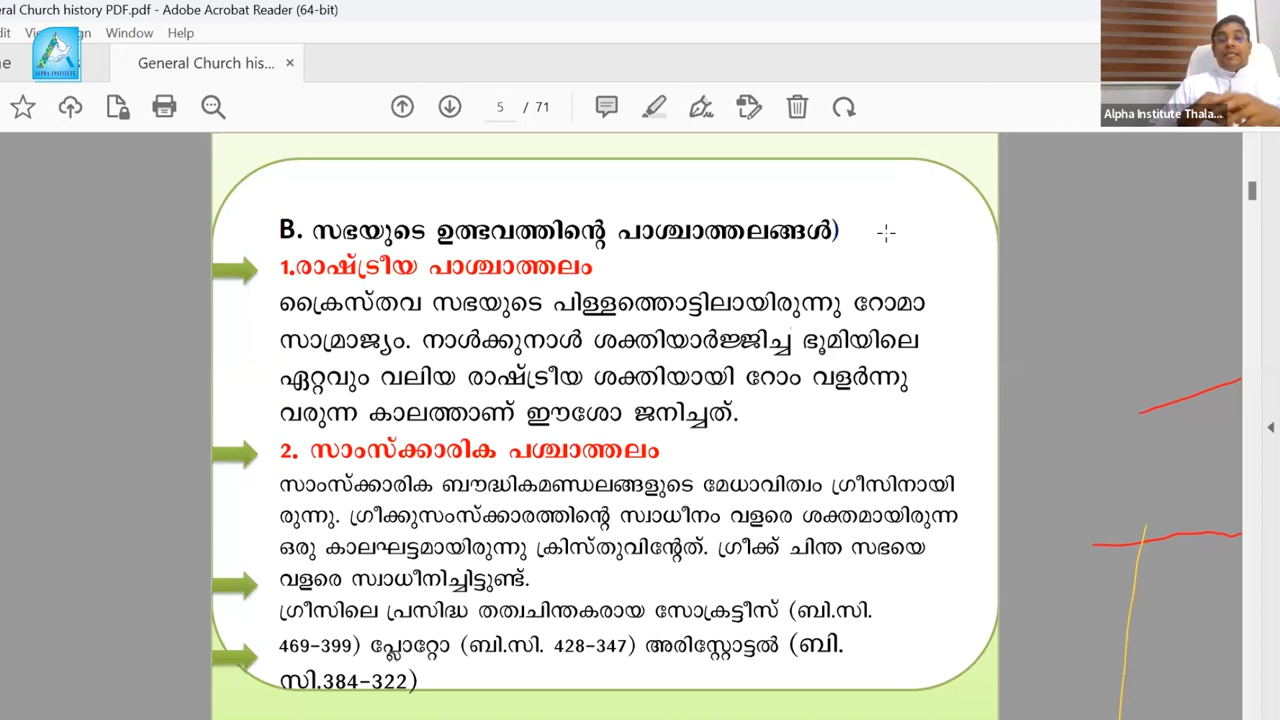 eral Church history PDF.pdf - Adobe Acrobat Reader (64-bit)
Window Help
ALPHA INSTITUTE
General Church his... ×
5 / 71
Alpha Institute Thala...
B. സഭയുടെ ഉത്ഭവത്തിന്റെ പാശ്ചാത്തലങ്ങൾ)
1.രാഷ്ട്രീയ പാശ്ചാത്തലം
ക്രൈസ്തവ സഭയുടെ പിള്ളത്തൊട്ടിലായിരുന്നു റോമാ
സാമ്രാജ്യം. നാൾക്കുനാൾ ശക്തിയാർജ്ജിച്ച ഭൂമിയിലെ
ഏറ്റവും വലിയ രാഷ്ട്രീയ ശക്തിയായി റോം വളർന്നു
വരുന്ന കാലത്താണ് ഈശോ ജനിച്ചത്.
2. സാംസ്ക്കാരിക പശ്ചാത്തലം
സാംസ്ക്കാരിക ബൗദ്ധികമണ്ഡലങ്ങളുടെ മേധാവിത്വം ഗ്രീസിനായി
രുന്നു. ഗ്രീക്കുസംസ്ക്കാരത്തിന്റെ സ്വാധീനം വളരെ ശക്തമായിരുന്ന
ഒരു കാലഘട്ടമായിരുന്നു ക്രിസ്തുവിന്റേത്. ഗ്രീക്ക് ചിന്ത സഭയെ
വളരെ സ്വാധീനിച്ചിട്ടുണ്ട്.
ഗ്രീസിലെ പ്രസിദ്ധ തത്വചിന്തകരായ സോക്രട്ടീസ് (ബി.സി.
469-399) പ്ലേറ്റോ (ബി.സി. 428-347) അരിസ്റ്റോട്ടൽ (ബി.
സി.384-322)